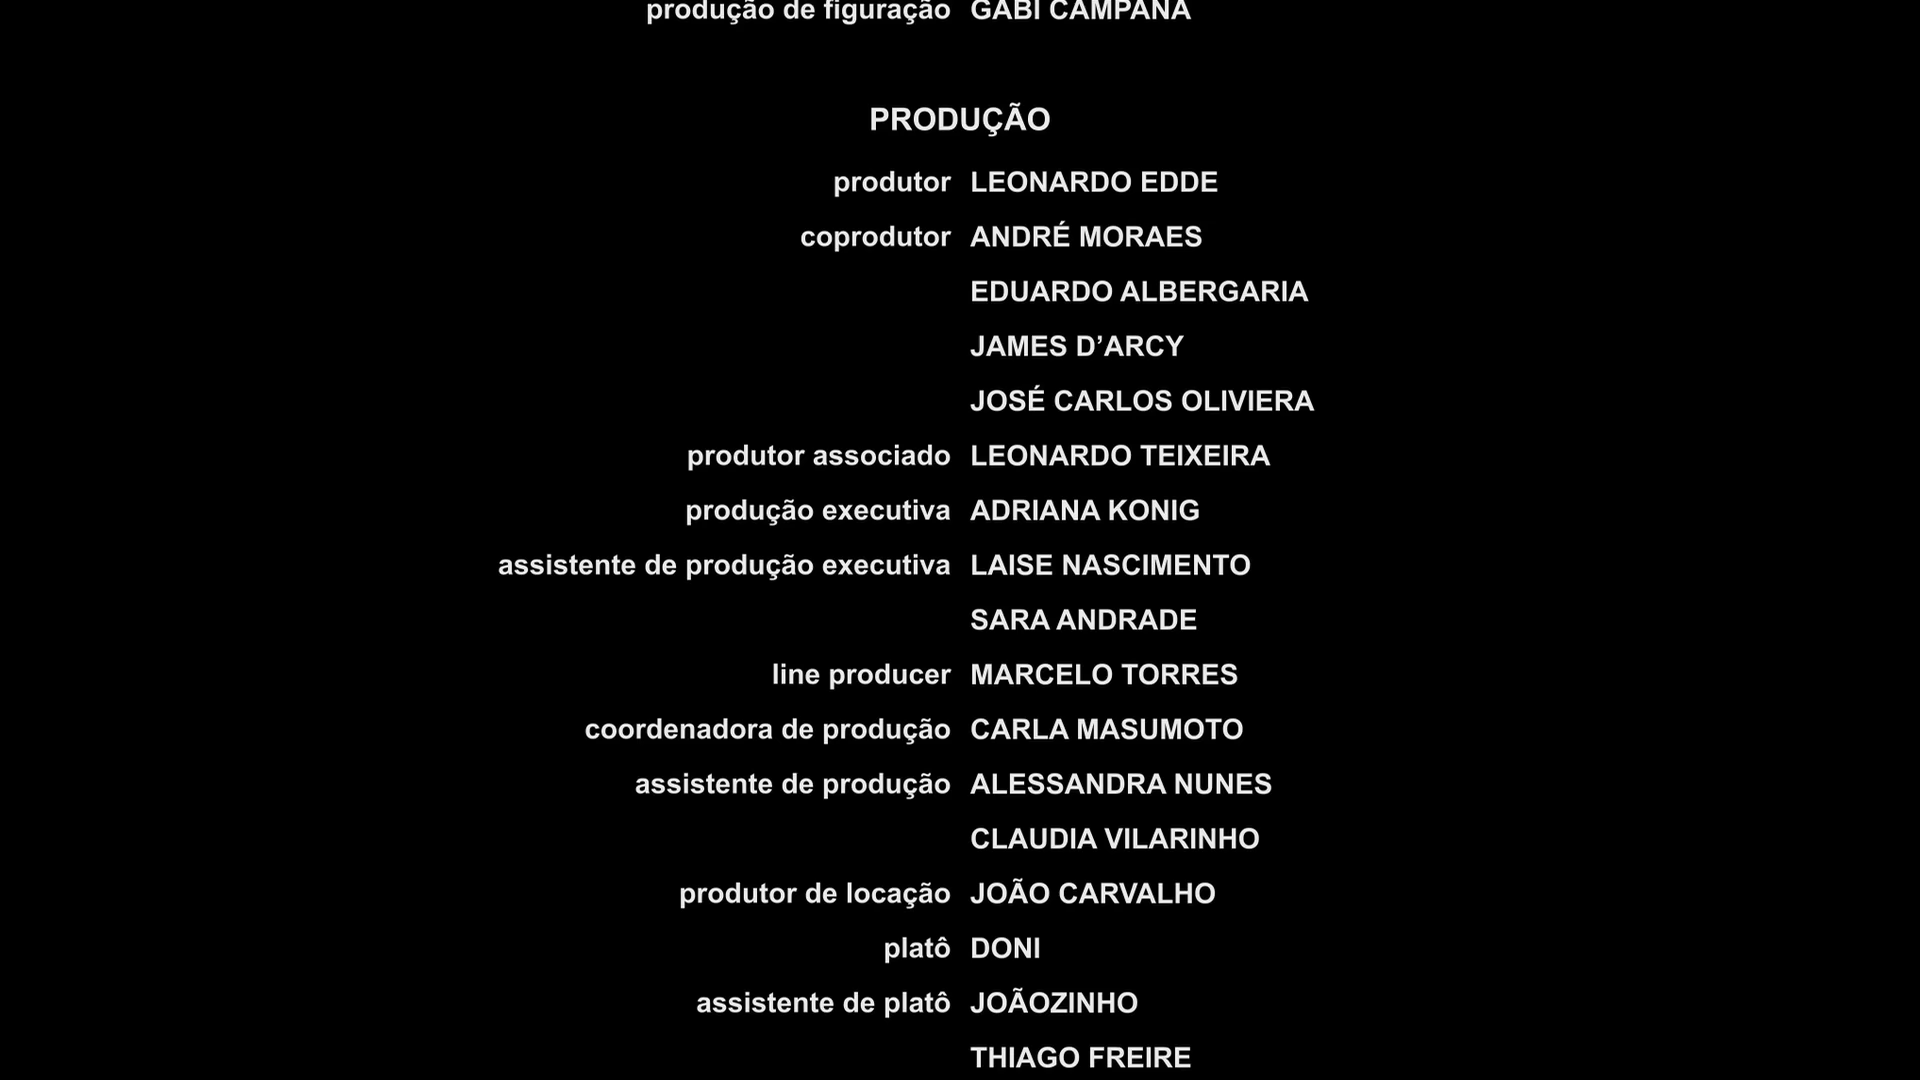 produção de figuração GABI CAMPANA
PRODUÇÃO
produtor LEONARDO EDDE
coprodutor ANDRÉ MORAES
EDUARDO ALBERGARIA
JAMES D’ARCY
JOSÉ CARLOS OLIVIERA
produtor associado LEONARDO TEIXEIRA
produção executiva ADRIANA KONIG
assistente de produção executiva LAISE NASCIMENTO
SARA ANDRADE
line producer MARCELO TORRES
coordenadora de produção CARLA MASUMOTO
assistente de produção ALESSANDRA NUNES
CLAUDIA VILARINHO
produtor de locação JOÃO CARVALHO
platô DONI
assistente de platô JOÃOZINHO
THIAGO FREIRE